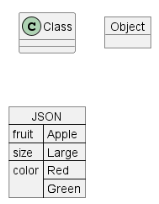 C Class
Object
JSON
fruit Apple
size Large
color Red
Green